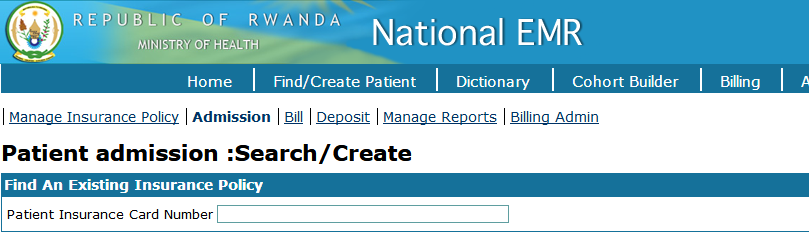 REPUBLIC OF RWANDA
MINISTRY OF HEALTH
National EMR
Home Find/Create Patient Dictionary Cohort Builder Billing A
Manage Insurance Policy Admission Bill Deposit Manage Reports Billing Admin
Patient admission :Search/Create
Find An Existing Insurance Policy
Patient Insurance Card Number